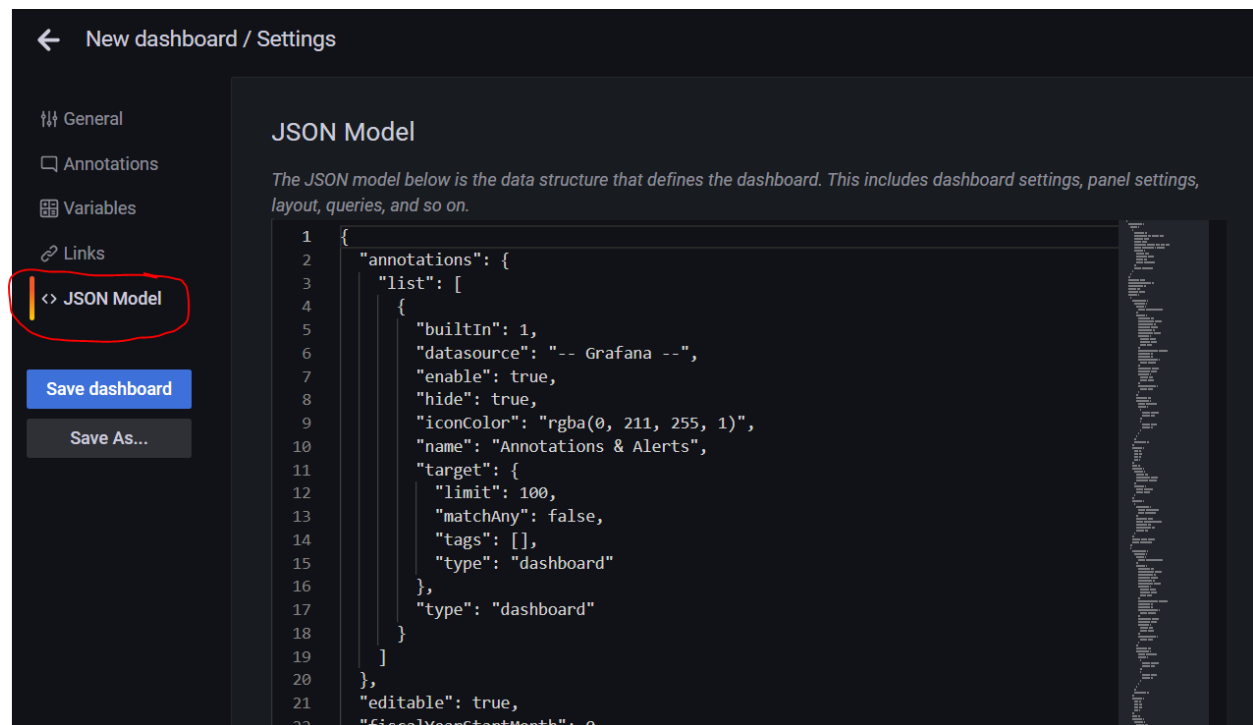 New dashboard / Settings
General
Annotations
Variables
Links
<> JSON Model
Save dashboard
Save As...
JSON Model
The JSON model below is the data structure that defines the dashboard. This includes dashboard settings, panel settings,
layout, queries, and so on.
1 {
2 "annotations": {
3 "list": [
4 {
5 "builtIn": 1,
6 "datasource": "-- Grafana --",
7 "enable": true,
8 "hide": true,
9 "iconColor": "rgba(0, 211, 255, 1)",
10 "name": "Annotations & Alerts",
11 "target": {
12 "limit": 100,
13 "matchAny": false,
14 "tags": [],
15 "type": "dashboard"
16 },
17 "type": "dashboard"
18 }
19 ]
20 },
21 "editable": true,
22 "fiscalYearStartMonth": 0,